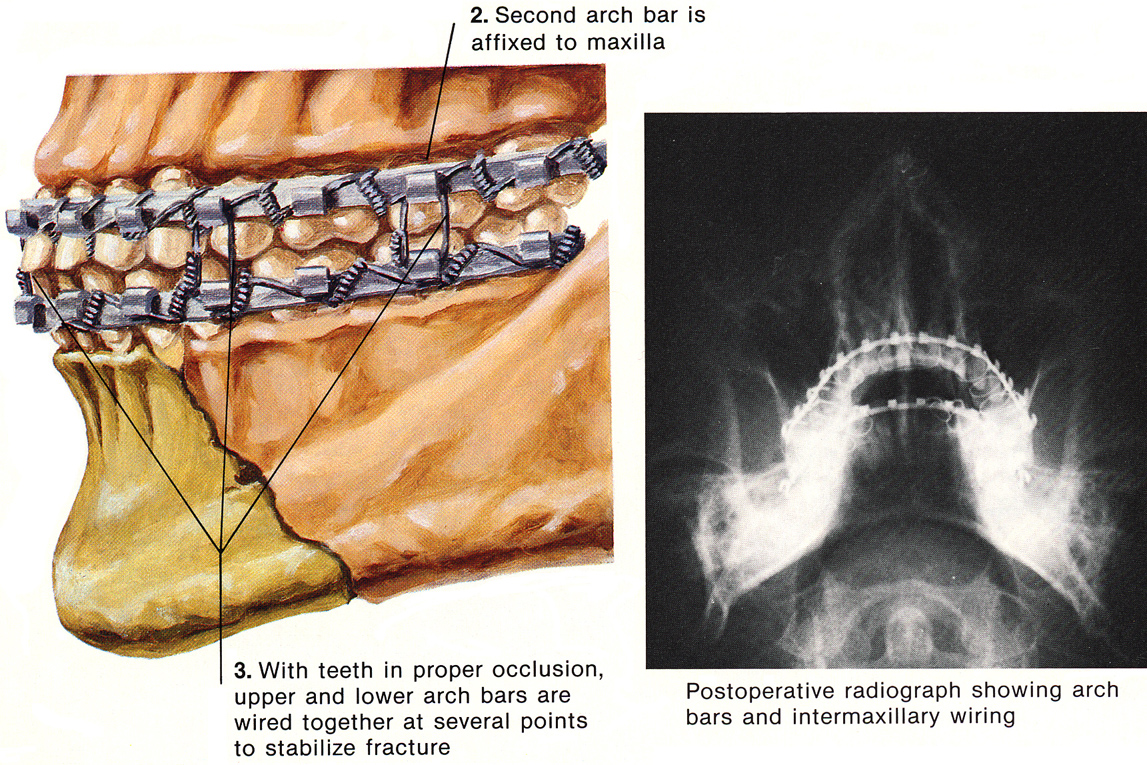 2. Second arch bar is
affixed to maxilla
3. With teeth in proper occlusion,
upper and lower arch bars are
wired together at several points
to stabilize fracture
Postoperative radiograph showing arch
bars and intermaxillary wiring